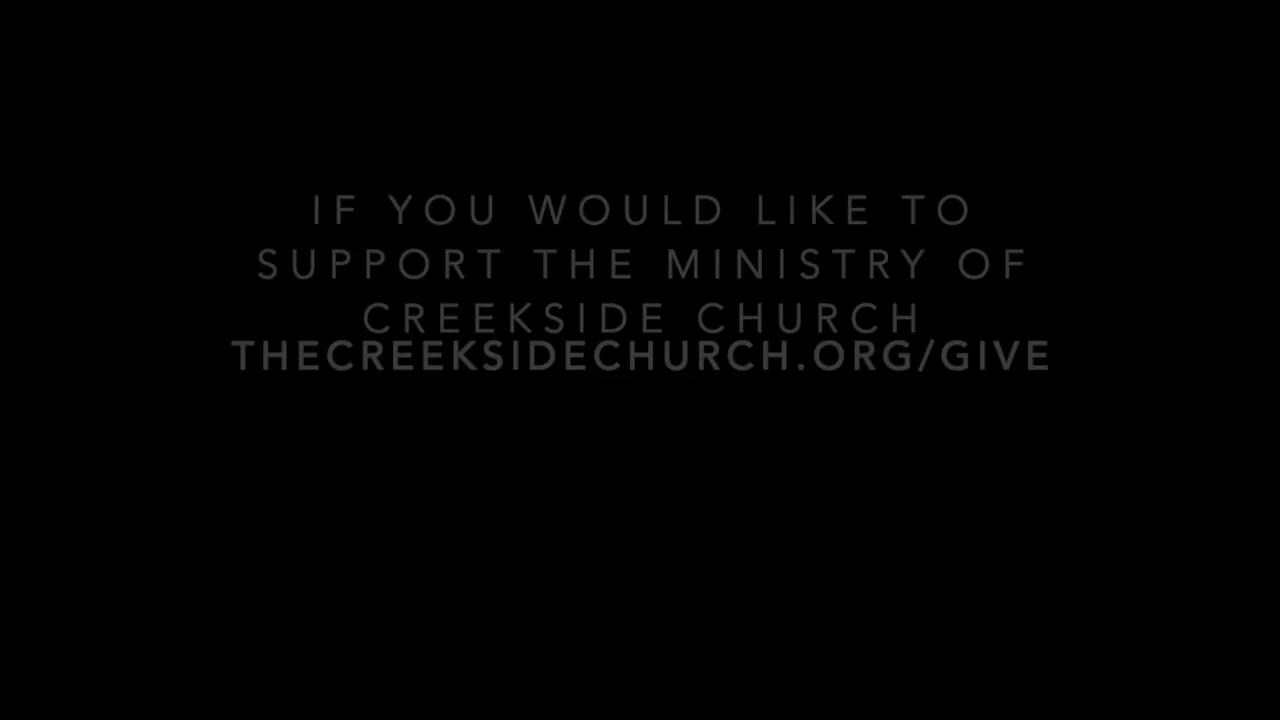 IF YOU WOULD LIKE TO
SUPPORT THE MINISTRY OF
CREEKSIDE CHURCH
THECREEKSIDECHURCH.ORG/GIVE